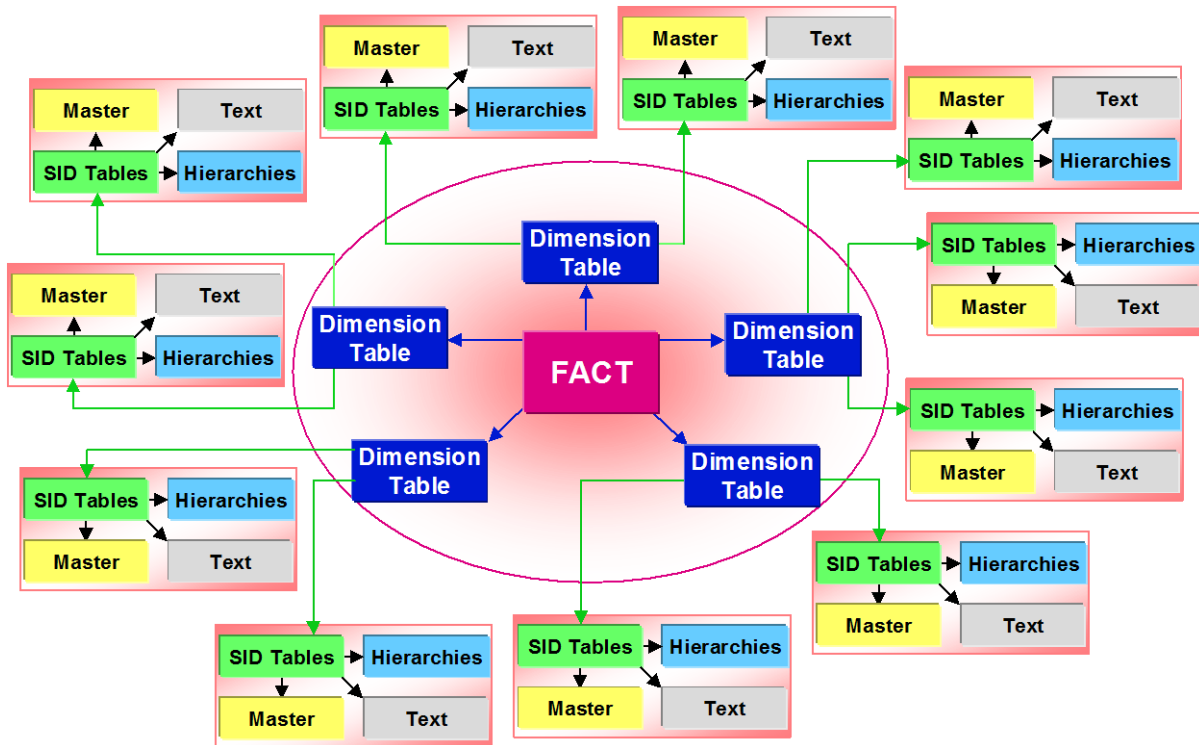 Master
Text
SID Tables
Hierarchies
Master
Text
SID Tables
Hierarchies
Master
Text
SID Tables
Hierarchies
Master
Text
SID Tables
Hierarchies
SID Tables
Hierarchies
Master
Text
Master
Text
SID Tables
Hierarchies
Dimension
Table
Dimension
Table
Dimension
Table
FACT
Dimension
Table
Dimension
Table
SID Tables
Hierarchies
Master
Text
SID Tables
Hierarchies
Master
Text
SID Tables
Hierarchies
Master
Text
SID Tables
Hierarchies
Master
Text
SID Tables
Hierarchies
Master
Text